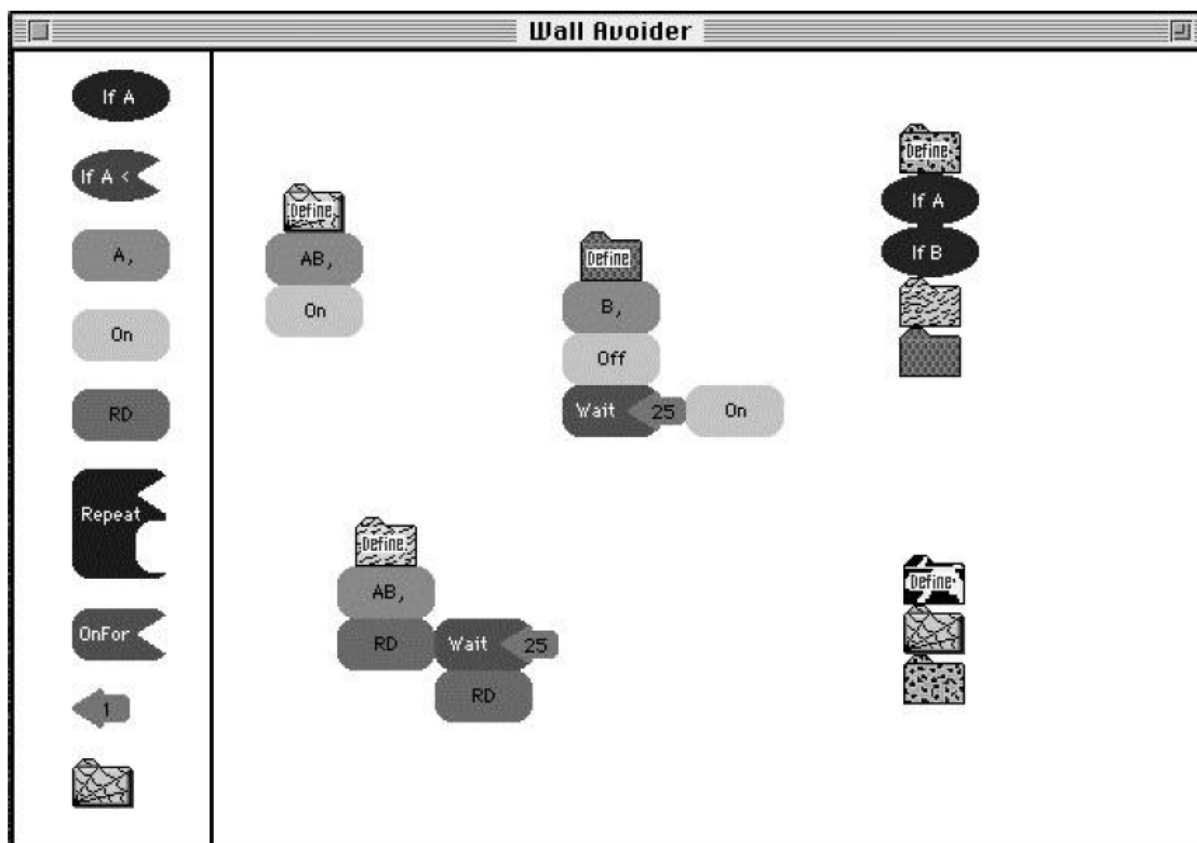 Wall Avoider
If A
If A <
A,
On
RD
Repeat
OnFor
1
Define
AB,
On
Define
B,
Off
Wait 25 On
Define
If A
If B
Define
AB,
RD Wait 25
RD
Define